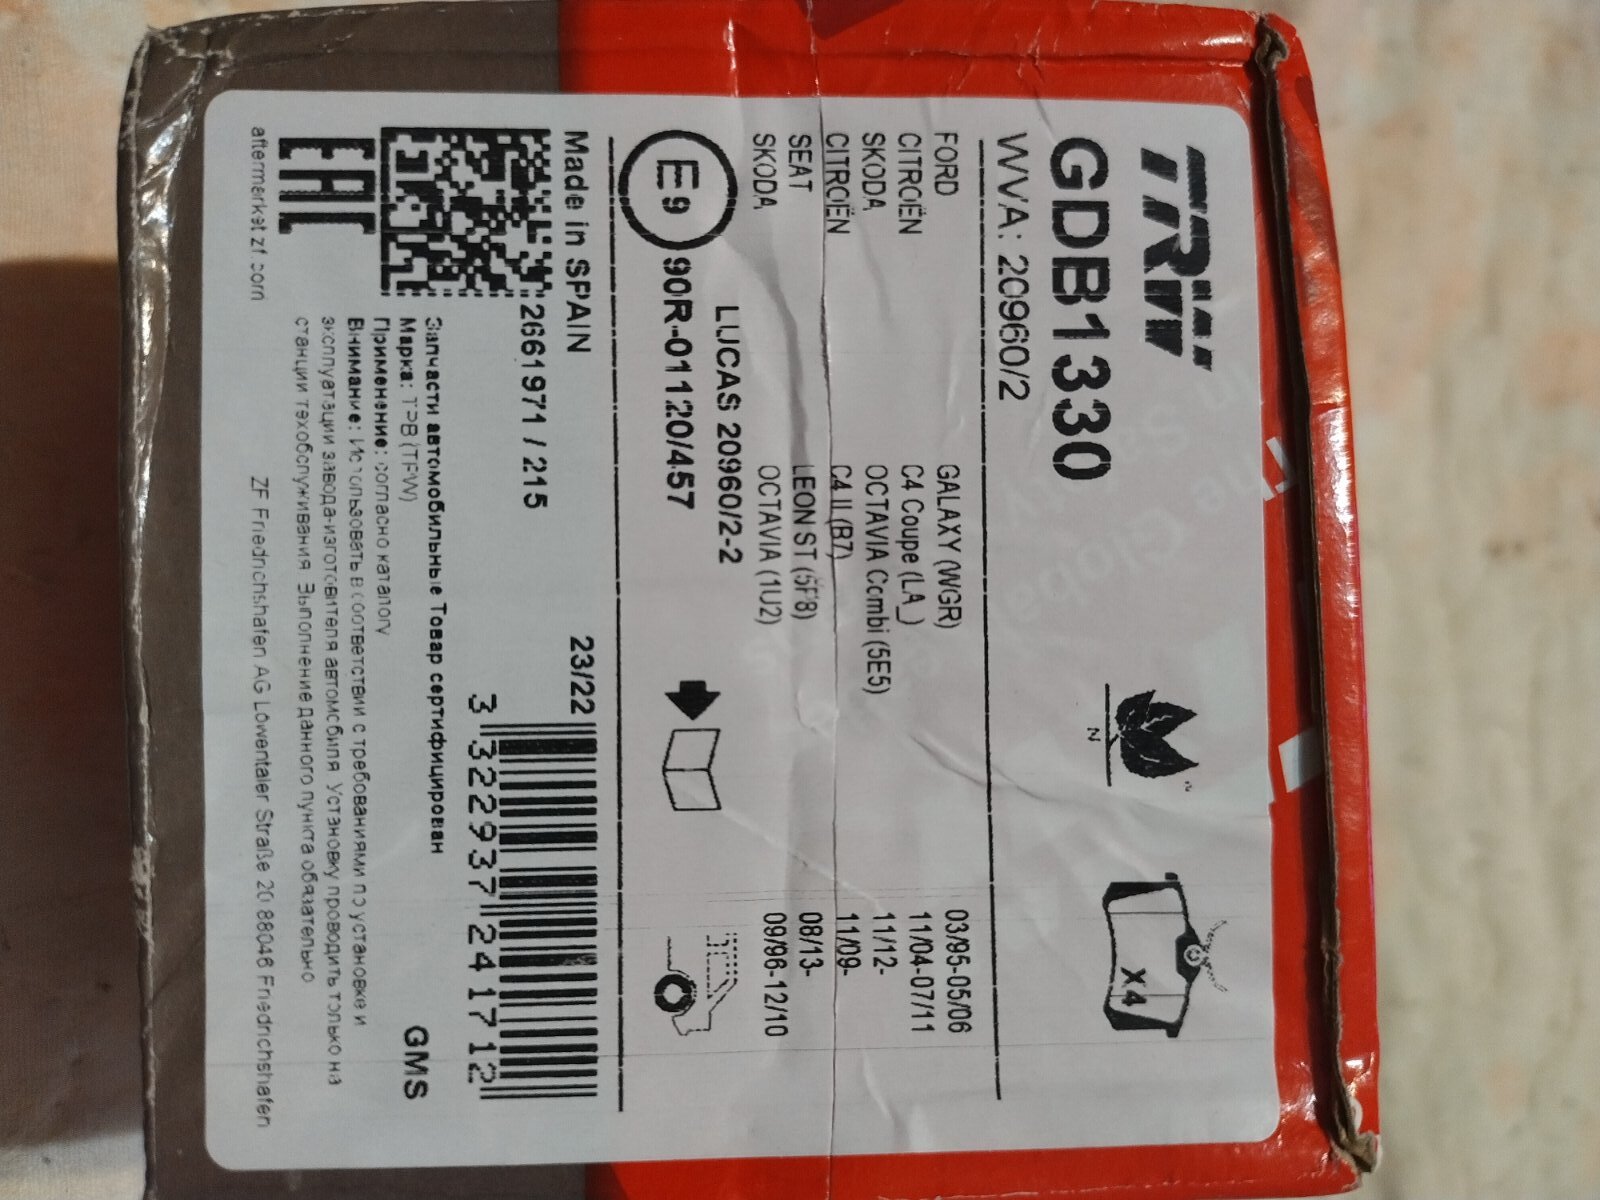 TRW
GDB1330
WVA: 20960/2
N
X4
FORD GALAXY (WGR) 03/95-05/06
CITROËN C4 Coupe (LA_) 11/04-07/11
SKODA OCTAVIA Combi (5E5) 11/12-
CITROËN C4 II (B7) 11/09-
SEAT LEON ST (5F8) 08/13-
SKODA OCTAVIA (1U2) 09/96-12/10
LUCAS 20960/2-2
E9 90R-01120/457
Made in SPAIN 23/22
2661971 / 215
3 322937 241712
Запчасти автомобильные Товар сертифицирован
Марка: ТРВ (TRW)
GMS
Применение: согласно каталогу
Внимание: Использовать в соответствии с требованиями по установке и
эксплуатации завода-изготовителя автомобиля. Установку проводить только на
станции техобслуживания. Выполнение данного пункта обязательно
EAC
aftermarket.zf.com ZF Friedrichshafen AG Löwentaler Straße 20 88046 Friedrichshafen